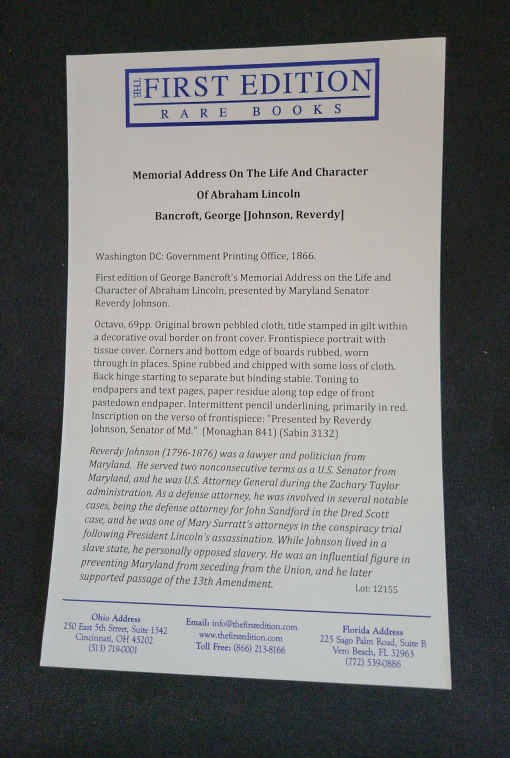 THE FIRST EDITION
RARE BOOKS
Memorial Address On The Life And Character
Of Abraham Lincoln
Bancroft, George [Johnson, Reverdy]
Washington DC: Government Printing Office, 1866.
First edition of George Bancroft's Memorial Address on the Life and
Character of Abraham Lincoln, presented by Maryland Senator
Reverdy Johnson.
Octavo, 69pp. Original brown pebbled cloth, title stamped in gilt within
a decorative oval border on front cover. Frontispiece portrait with
tissue cover. Corners and bottom edge of boards rubbed, worn
through in places. Spine rubbed and chipped with some loss of cloth.
Back hinge starting to separate but binding stable. Toning to
endpapers and text pages, paper residue along top edge of front
pastedown endpaper. Intermittent pencil underlining, primarily in red.
Inscription on the verso of frontispiece: "Presented by Reverdy
Johnson, Senator of Md." (Monaghan 841) (Sabin 3132)
Reverdy Johnson (1796-1876) was a lawyer and politician from
Maryland. He served two nonconsecutive terms as a U.S. Senator from
Maryland, and he was U.S. Attorney General during the Zachary Taylor
administration. As a defense attorney, he was involved in several notable
cases, being the defense attorney for John Sandford in the Dred Scott
case, and he was one of Mary Surratt's attorneys in the conspiracy trial
following President Lincoln's assassination. While Johnson lived in a
slave state, he personally opposed slavery. He was an influential figure in
preventing Maryland from seceding from the Union, and he later
supported passage of the 13th Amendment.
Lot: 12155
Ohio Address
250 East 5th Street, Suite 1542
Cincinnati, OH 45202
(513) 719-0001
Email: info@thefirstedition.com
www.thefirstedition.com
Toll Free: (866) 213-8166
Florida Address
223 Sago Palm Road, Suite B
Vero Beach, FL 32963
(772) 539-0886